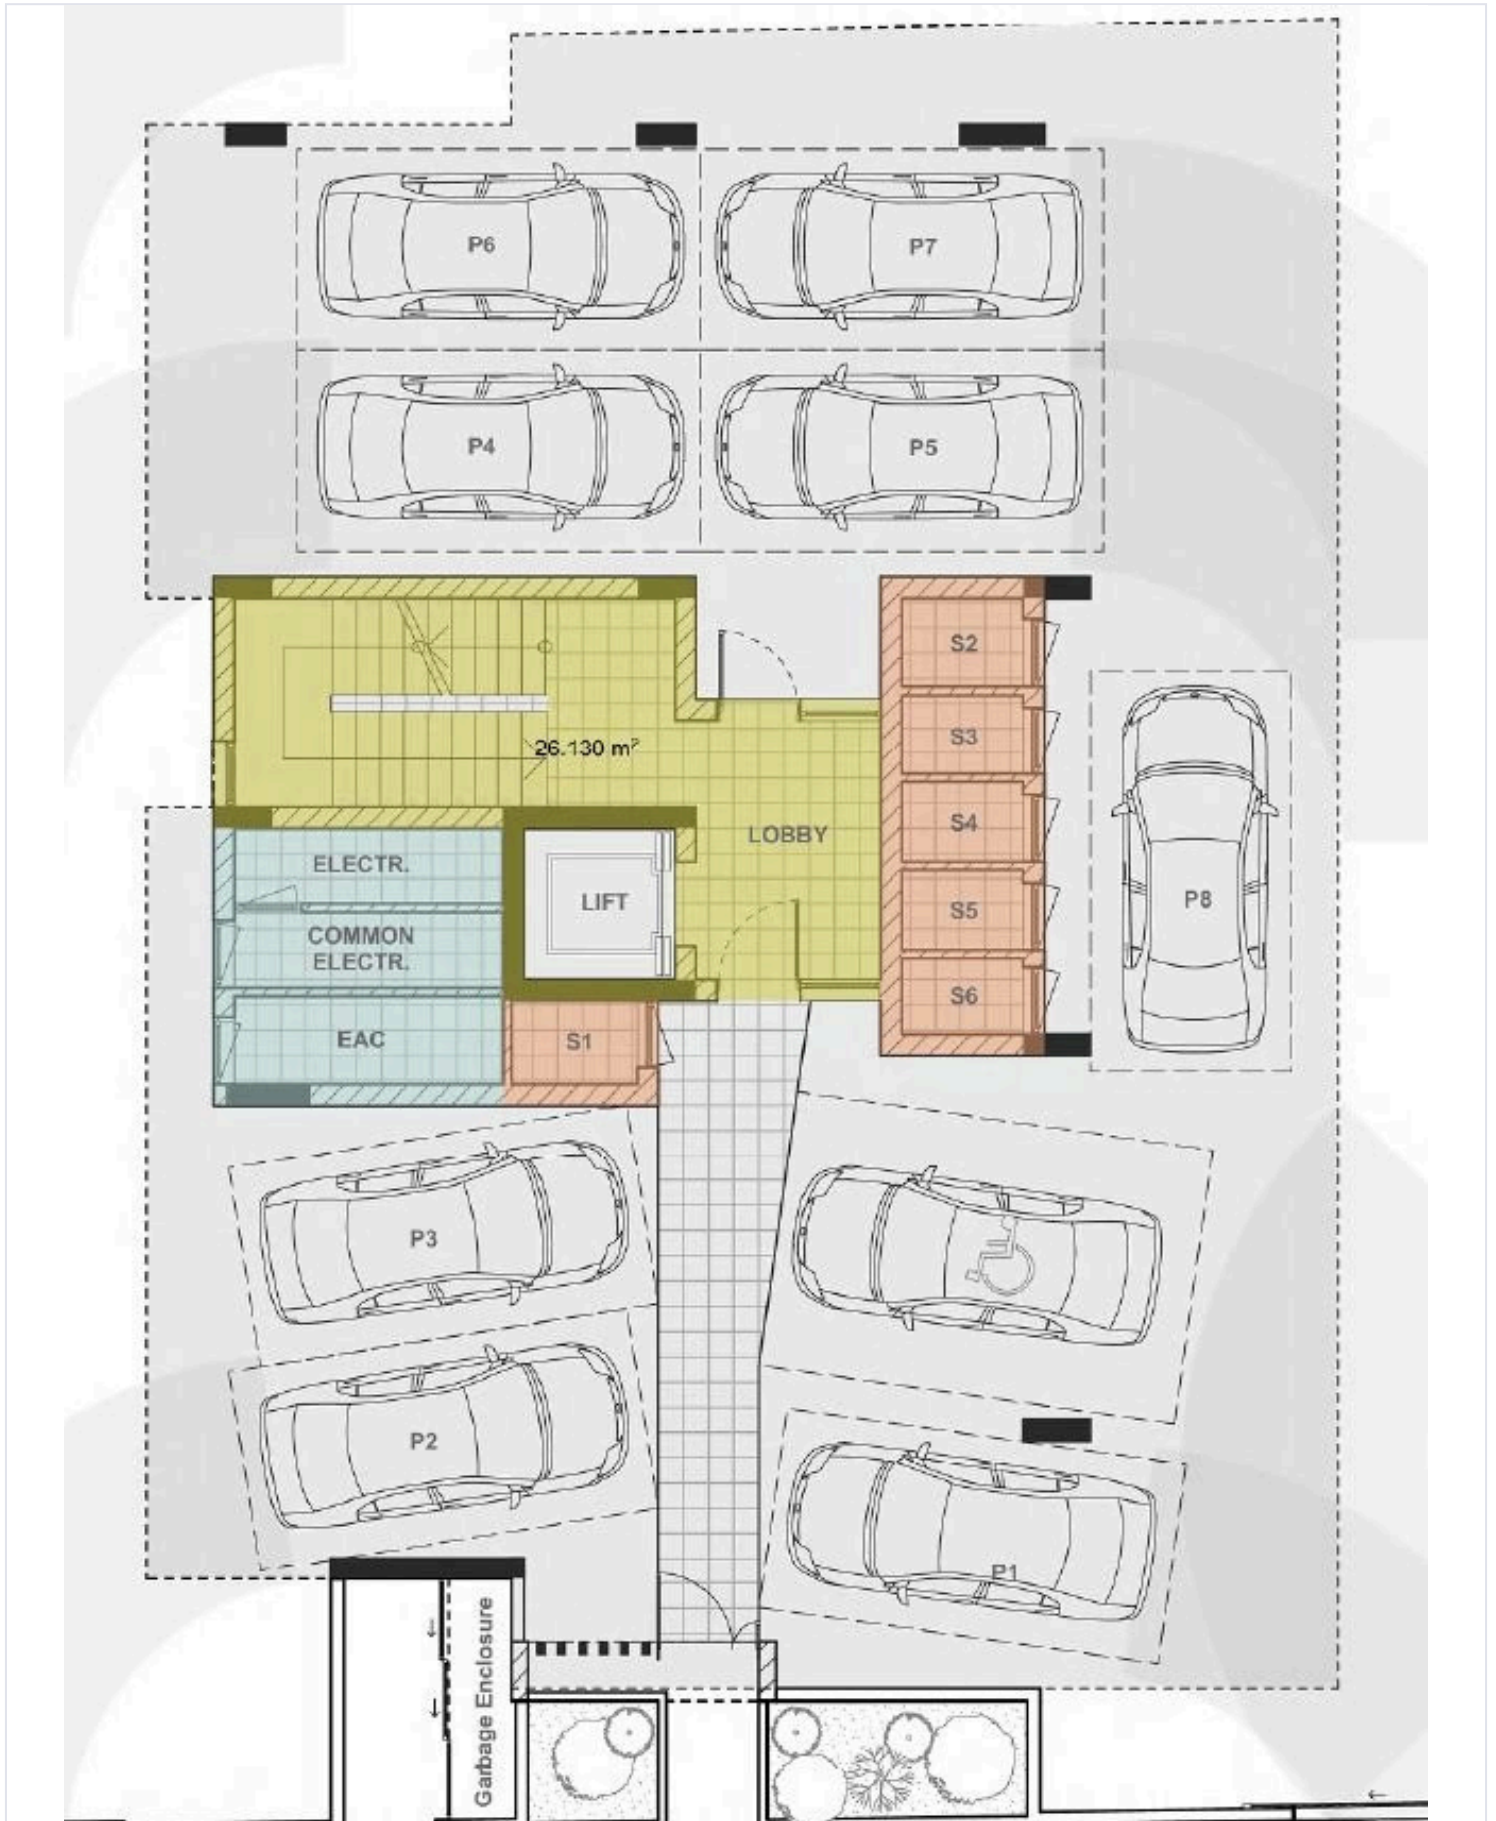 P6
P7
P4
P5
S2
S3
26.130 m²
S4
LOBBY
ELECTR.
LIFT
P8
S5
COMMON
ELECTR.
S6
EAC
S1
P3
P2
P1
Garbage Enclosure